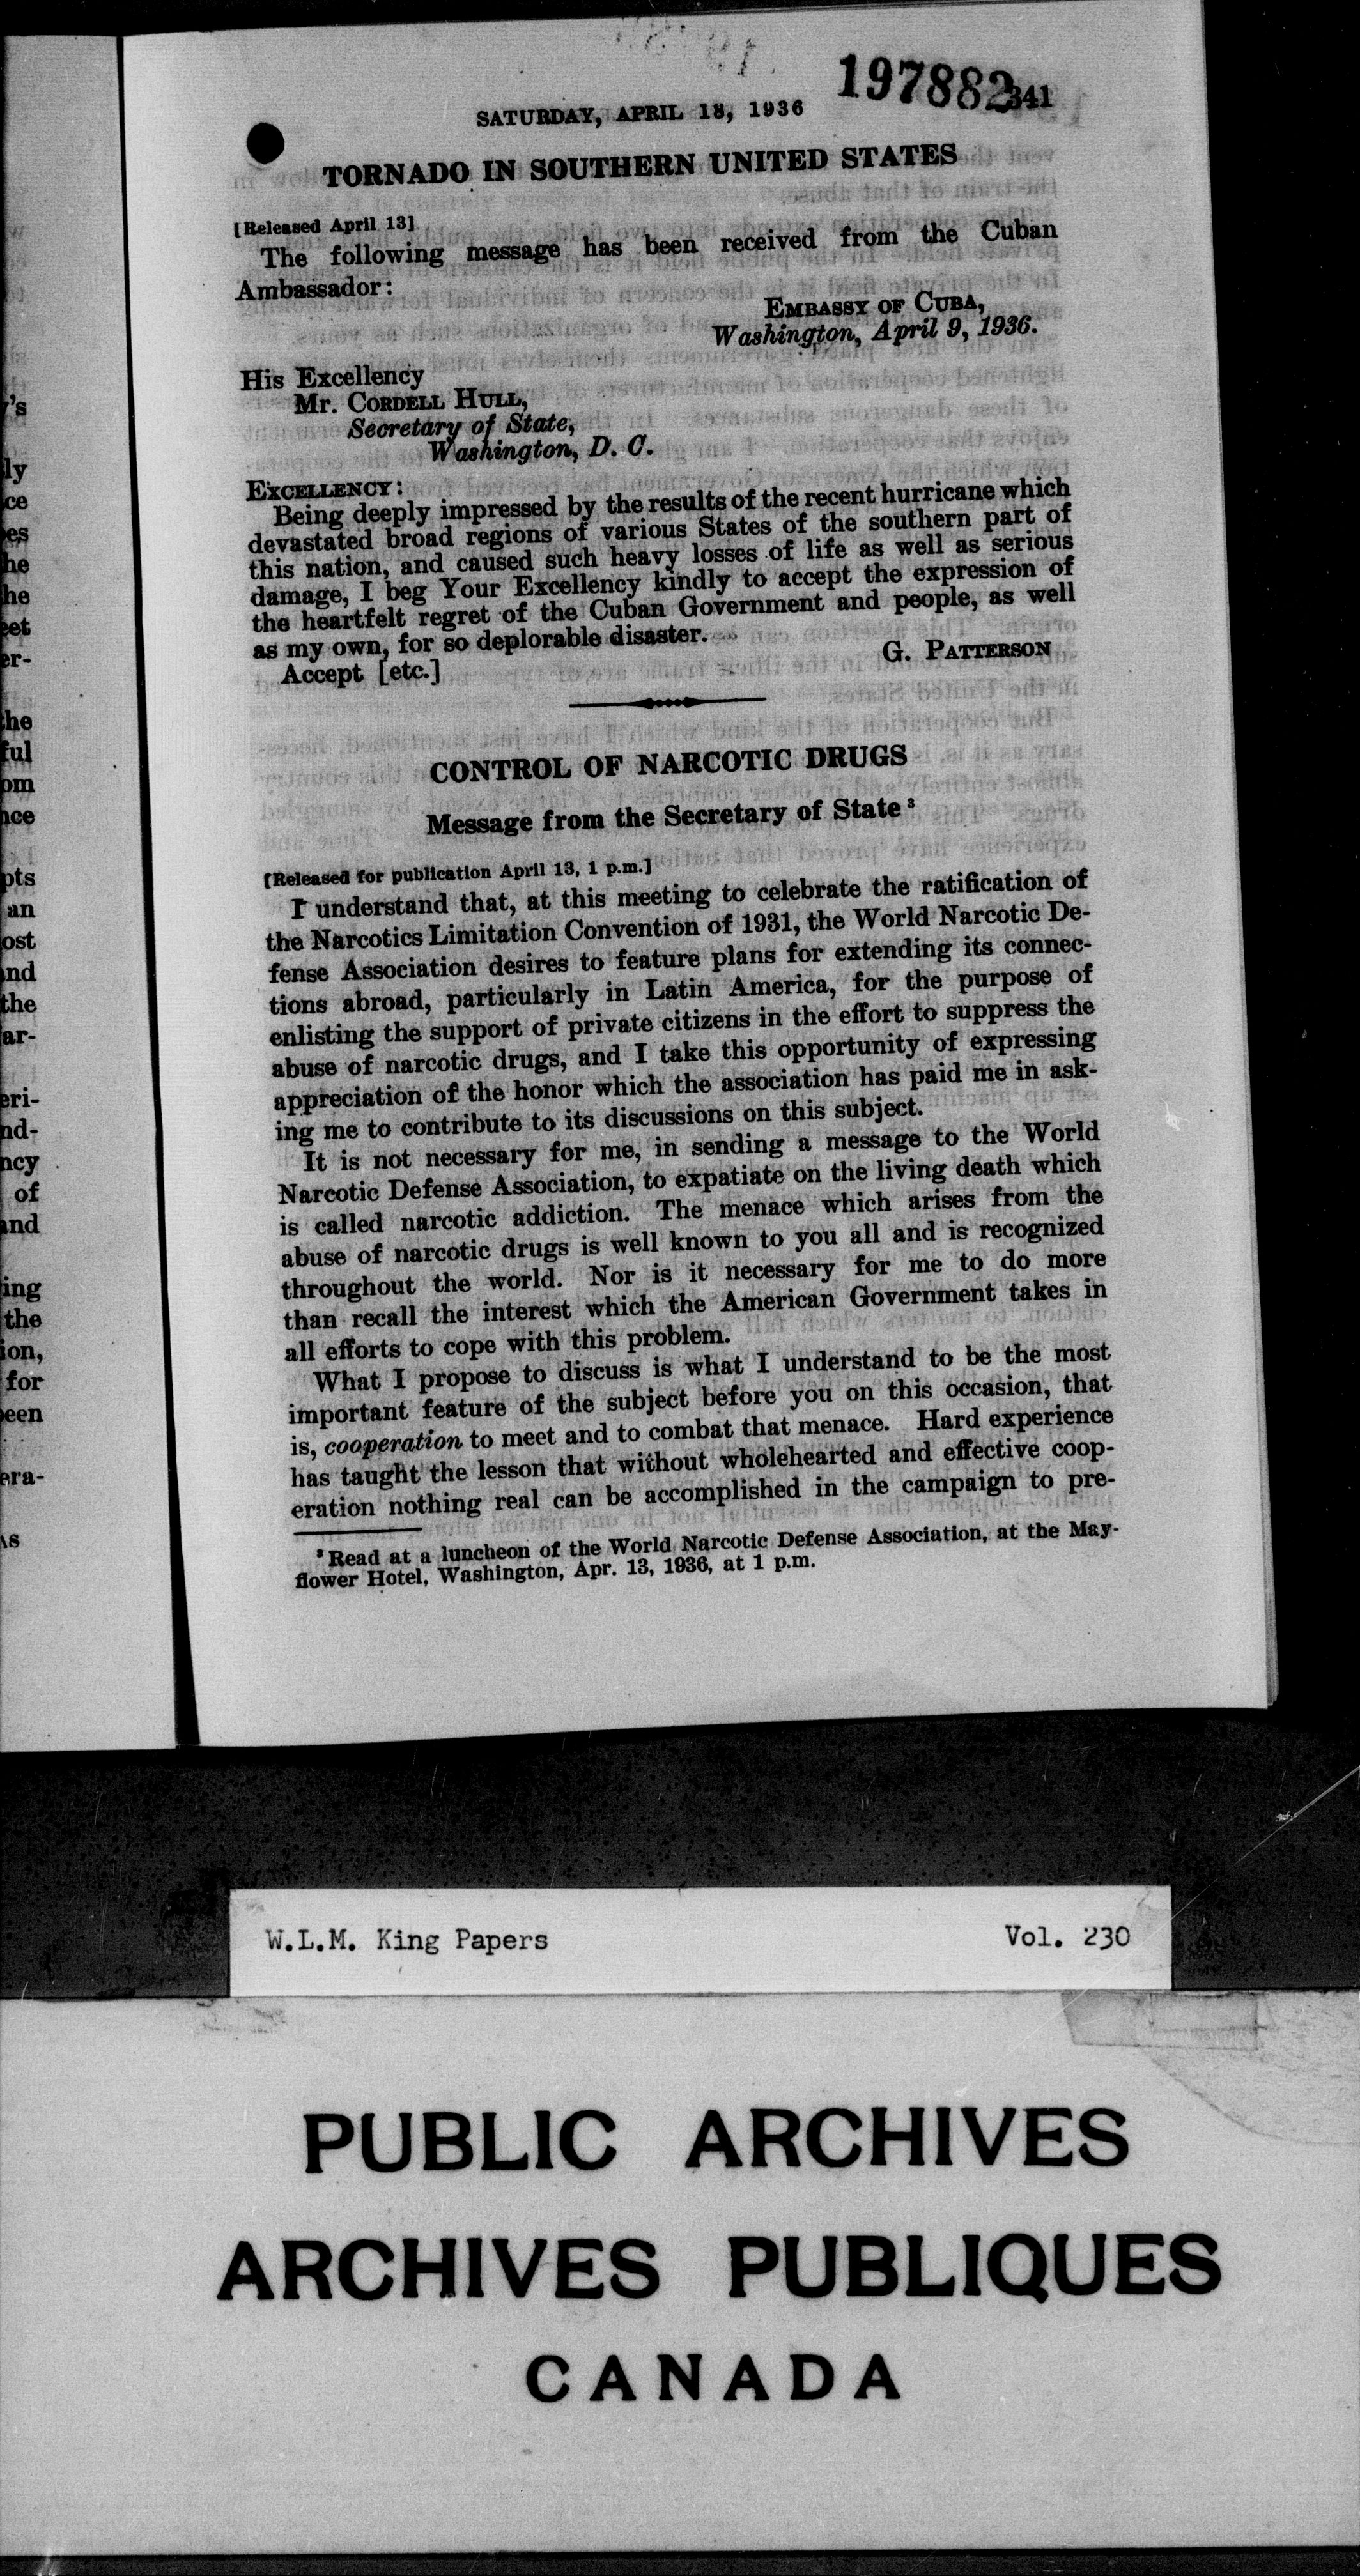 197882
341
SATURDAY, APRIL 18, 1936
TORNADO IN SOUTHERN UNITED STATES
[Released April 13]
The following message has been received from the Cuban
Ambassador:
EMBASSY OF CUBA,
Washington, April 9, 1936.
His Excellency
Mr. CORDELL HULL,
Secretary of State,
Washington, D. C.
EXCELLENCY:
Being deeply impressed by the results of the recent hurricane which
devastated broad regions of various States of the southern part of
this nation, and caused such heavy losses of life as well as serious
damage, I beg Your Excellency kindly to accept the expression of
the heartfelt regret of the Cuban Government and people, as well
as my own, for so deplorable disaster.
Accept [etc.]
G. PATTERSON
CONTROL OF NARCOTIC DRUGS
Message from the Secretary of State ³
[Released for publication April 13, 1 p.m.]
I understand that, at this meeting to celebrate the ratification of
the Narcotics Limitation Convention of 1931, the World Narcotic De-
fense Association desires to feature plans for extending its connec-
tions abroad, particularly in Latin America, for the purpose of
enlisting the support of private citizens in the effort to suppress the
abuse of narcotic drugs, and I take this opportunity of expressing
appreciation of the honor which the association has paid me in ask-
ing me to contribute to its discussions on this subject.
It is not necessary for me, in sending a message to the World
Narcotic Defense Association, to expatiate on the living death which
is called narcotic addiction. The menace which arises from the
abuse of narcotic drugs is well known to you all and is recognized
throughout the world. Nor is it necessary for me to do more
than recall the interest which the American Government takes in
all efforts to cope with this problem.
What I propose to discuss is what I understand to be the most
important feature of the subject before you on this occasion, that
is, cooperation to meet and to combat that menace. Hard experience
has taught the lesson that without wholehearted and effective coop-
eration nothing real can be accomplished in the campaign to pre-
³ Read at a luncheon of the World Narcotic Defense Association, at the May-
flower Hotel, Washington, Apr. 13, 1936, at 1 p.m.
W.L.M. King Papers Vol. 230
PUBLIC ARCHIVES
ARCHIVES PUBLIQUES
CANADA